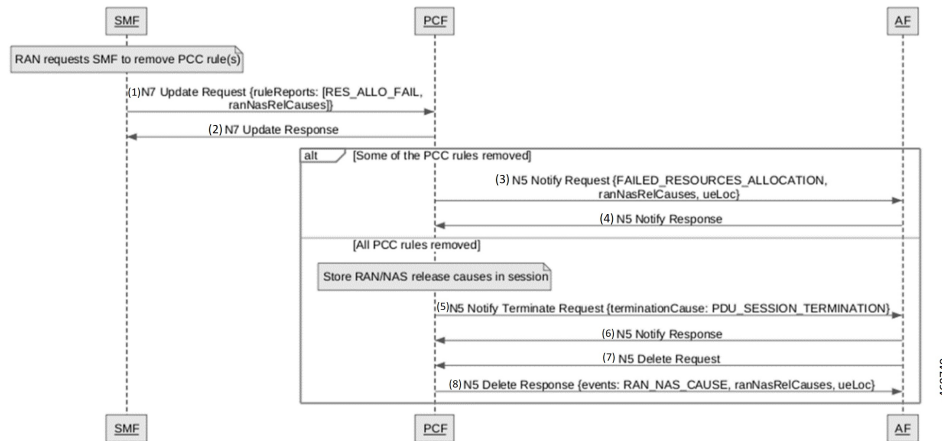 SMF PCF AF
RAN requests SMF to remove PCC rule(s)
(1)N7 Update Request {ruleReports: [RES_ALLO_FAIL,
ranNasRelCauses]}
(2) N7 Update Response
alt [Some of the PCC rules removed]
(3) N5 Notify Request {FAILED_RESOURCES_ALLOCATION,
ranNasRelCauses, ueLoc}
(4) N5 Notify Response
[All PCC rules removed]
Store RAN/NAS release causes in session
(5)N5 Notify Terminate Request {terminationCause: PDU_SESSION_TERMINATION}
(6) N5 Notify Response
(7) N5 Delete Request
(8) N5 Delete Response {events: RAN_NAS_CAUSE, ranNasRelCauses, ueLoc}
SMF PCF AF